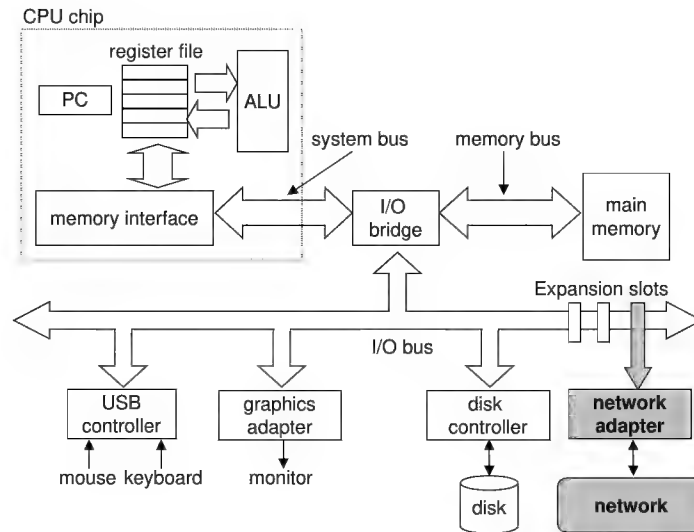 CPU chip
register file
PC
ALU
system bus
memory bus
memory interface
I/O
bridge
main
memory
Expansion slots
I/O bus
USB
controller
graphics
adapter
disk
controller
network
adapter
mouse keyboard
monitor
disk
network